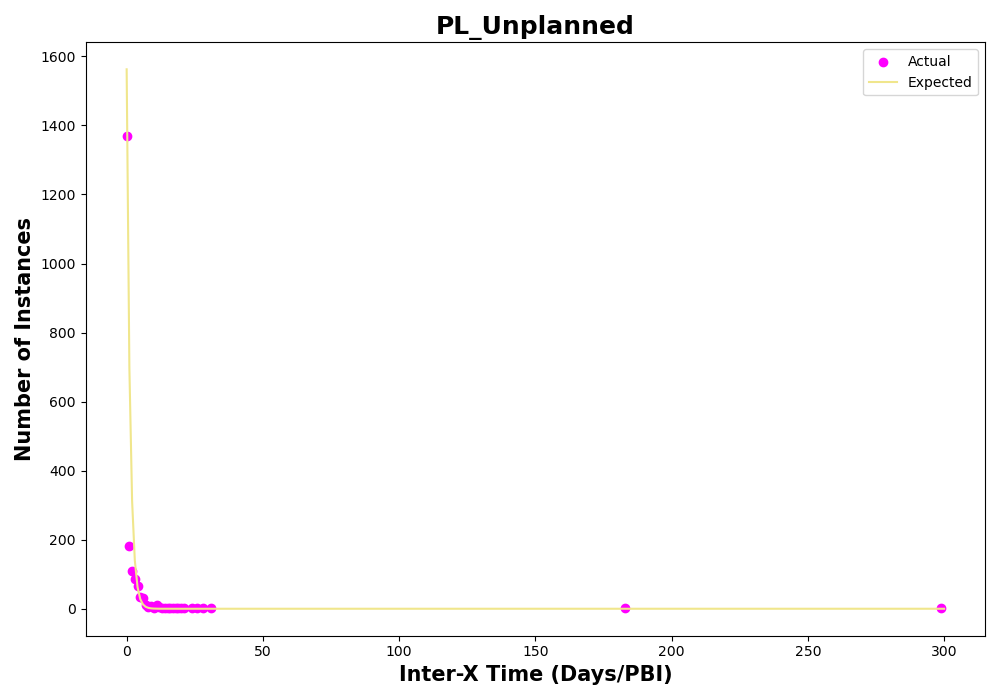 PL_Unplanned
Actual
Expected
1600
1400
1200
1000
800
600
400
200
0
Number of Instances
0 50 100 150 200 250 300
Inter-X Time (Days/PBI)